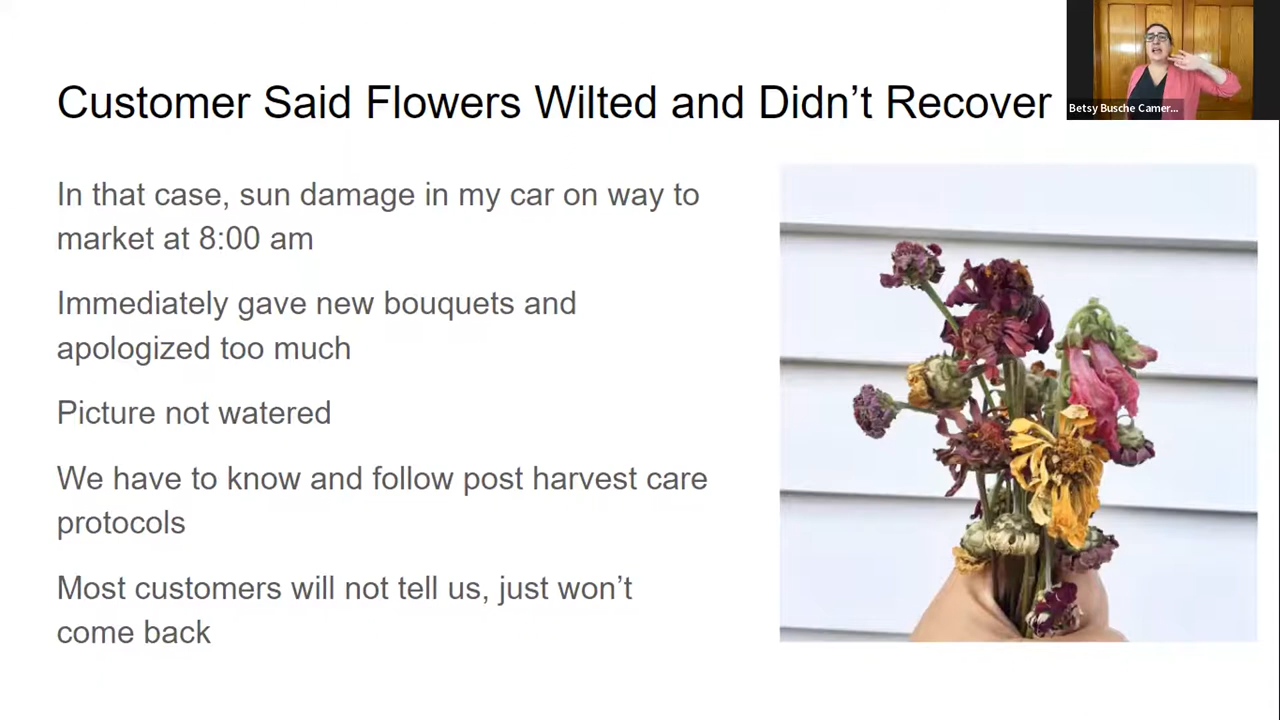 Customer Said Flowers Wilted and Didn’t Recover
Betsy Busche Camer...
In that case, sun damage in my car on way to
market at 8:00 am
Immediately gave new bouquets and
apologized too much
Picture not watered
We have to know and follow post harvest care
protocols
Most customers will not tell us, just won’t
come back